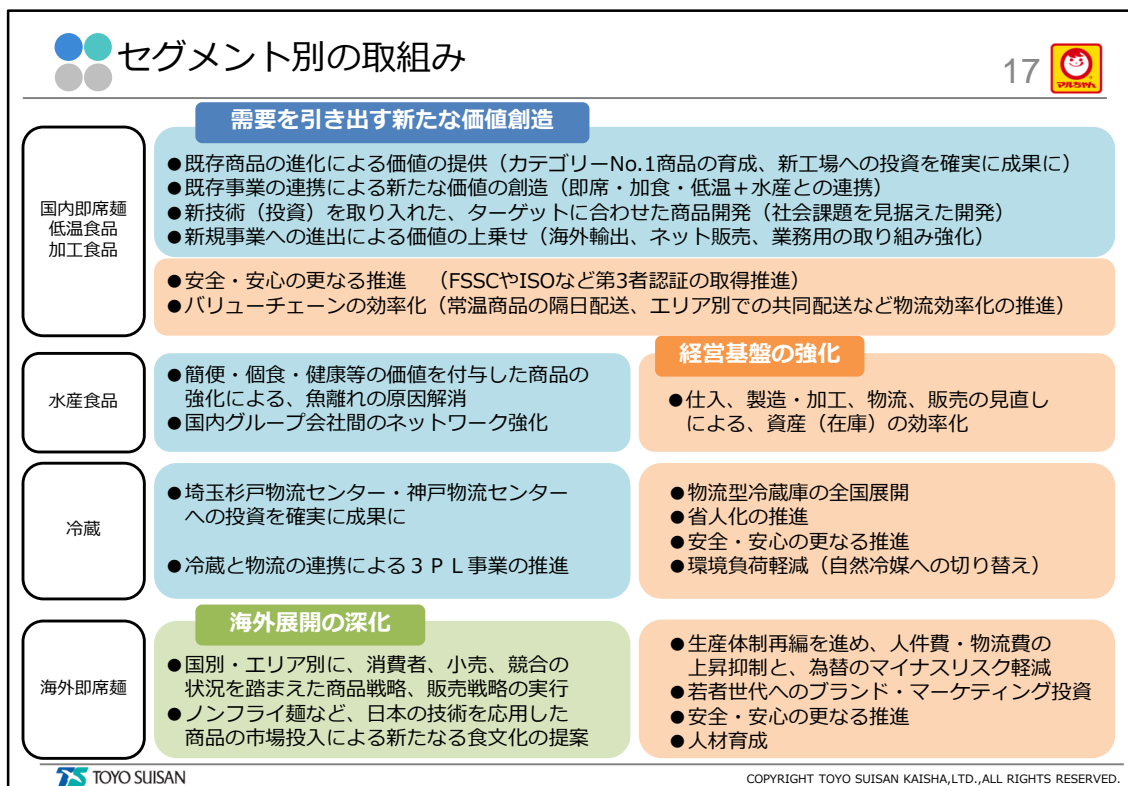 セグメント別の取組み
17
マルちゃん
需要を引き出す新たな価値創造
国内即席麺
低温食品
加工食品
●既存商品の進化による価値の提供（カテゴリーNo.1商品の育成、新工場への投資を確実に成果に）
●既存事業の連携による新たな価値の創造（即席・加食・低温＋水産との連携）
●新技術（投資）を取り入れた、ターゲットに合わせた商品開発（社会課題を見据えた開発）
●新規事業への進出による価値の上乗せ（海外輸出、ネット販売、業務用の取り組み強化）
●安全・安心の更なる推進　（FSSCやISOなど第3者認証の取得推進）
●バリューチェーンの効率化（常温商品の隔日配送、エリア別での共同配送など物流効率化の推進）
経営基盤の強化
水産食品
●簡便・個食・健康等の価値を付与した商品の
強化による、魚離れの原因解消
●国内グループ会社間のネットワーク強化
●仕入、製造・加工、物流、販売の見直し
による、資産（在庫）の効率化
冷蔵
●埼玉杉戸物流センター・神戸物流センター
への投資を確実に成果に
●冷蔵と物流の連携による３ＰＬ事業の推進
●物流型冷蔵庫の全国展開
●省人化の推進
●安全・安心の更なる推進
●環境負荷軽減（自然冷媒への切り替え）
海外展開の深化
海外即席麺
●国別・エリア別に、消費者、小売、競合の
状況を踏まえた商品戦略、販売戦略の実行
●ノンフライ麺など、日本の技術を応用した
商品の市場投入による新たなる食文化の提案
●生産体制再編を進め、人件費・物流費の
上昇抑制と、為替のマイナスリスク軽減
●若者世代へのブランド・マーケティング投資
●安全・安心の更なる推進
●人材育成
TOYO SUISAN
COPYRIGHT TOYO SUISAN KAISHA,LTD.,ALL RIGHTS RESERVED.